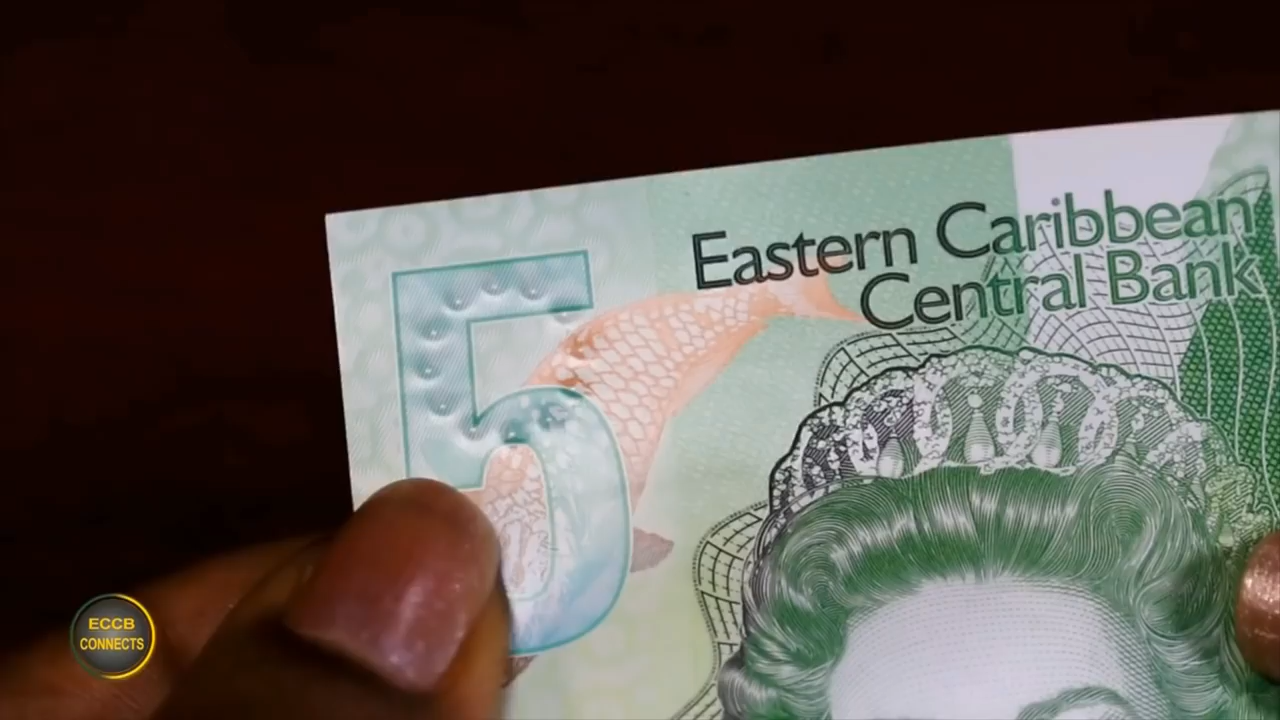 5
Eastern Caribbean
Central Bank
ECCB
CONNECTS